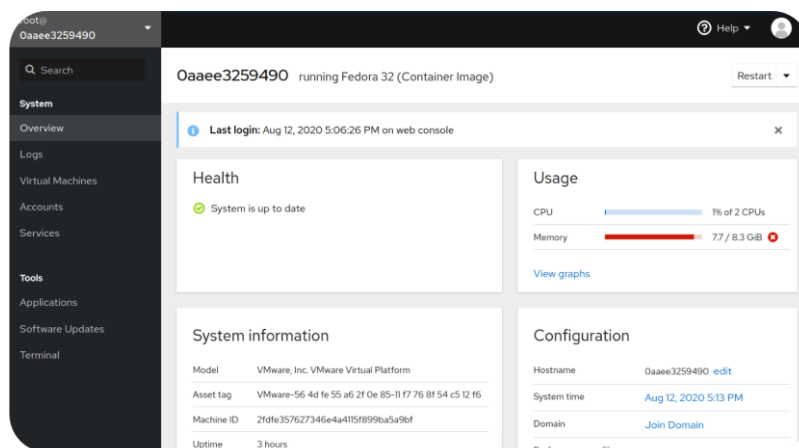 root@
0aaee3259490
Help
Search
System
Overview
Logs
Virtual Machines
Accounts
Services
Tools
Applications
Software Updates
Terminal
0aaee3259490 running Fedora 32 (Container Image)
Restart
Last login: Aug 12, 2020 5:06:26 PM on web console
Health
System is up to date
Usage
CPU 1% of 2 CPUs
Memory 7.7 / 8.3 GiB
View graphs
System information
Model VMware, Inc. VMware Virtual Platform
Asset tag VMware-56 4d fe 55 a6 2f 0e 85-11 f7 76 8f 54 c5 12 f6
Machine ID 2fdfe357627346e4a4115f899ba5a9bf
Uptime 3 hours
Configuration
Hostname 0aaee3259490 edit
System time Aug 12, 2020 5:13 PM
Domain Join Domain